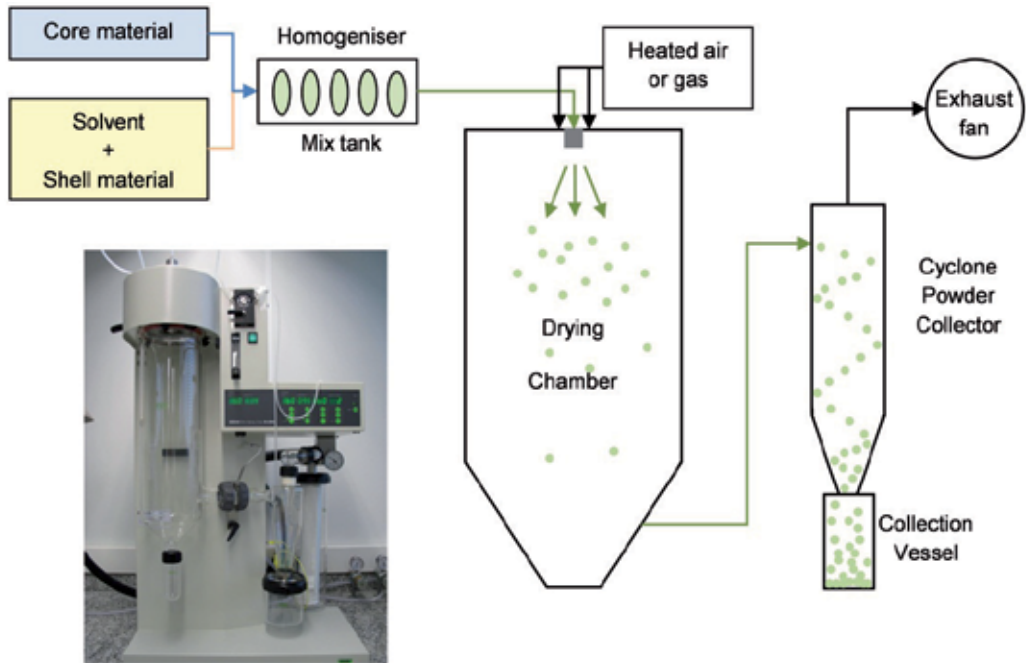 Core material
Solvent
+
Shell material
Homogeniser
Mix tank
Heated air
or gas
Exhaust
fan
Drying
Chamber
Cyclone
Powder
Collector
Collection
Vessel